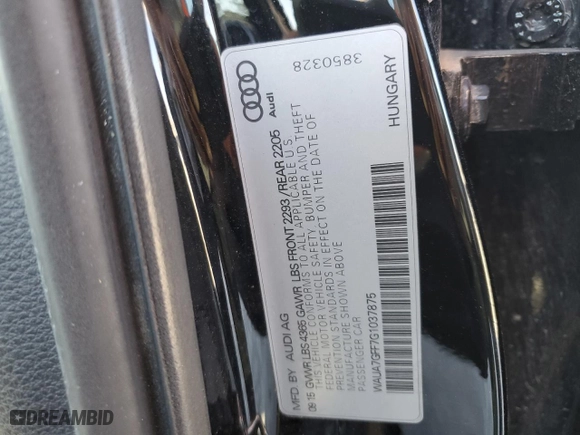 3850328
Audi
MFD BY AUDI AG
09 15 GVWR LBS 4365 GAWR LBS FRONT 2293 /REAR 2205
THIS VEHICLE CONFORMS TO ALL APPLICABLE U S
FEDERAL MOTOR VEHICLE SAFETY, BUMPER AND THEFT
PREVENTION STANDARDS IN EFFECT ON THE DATE OF
MANUFACTURE SHOWN ABOVE
PASSENGER CAR
WAUA7GFF7G1037875
HUNGARY
DREAMBID